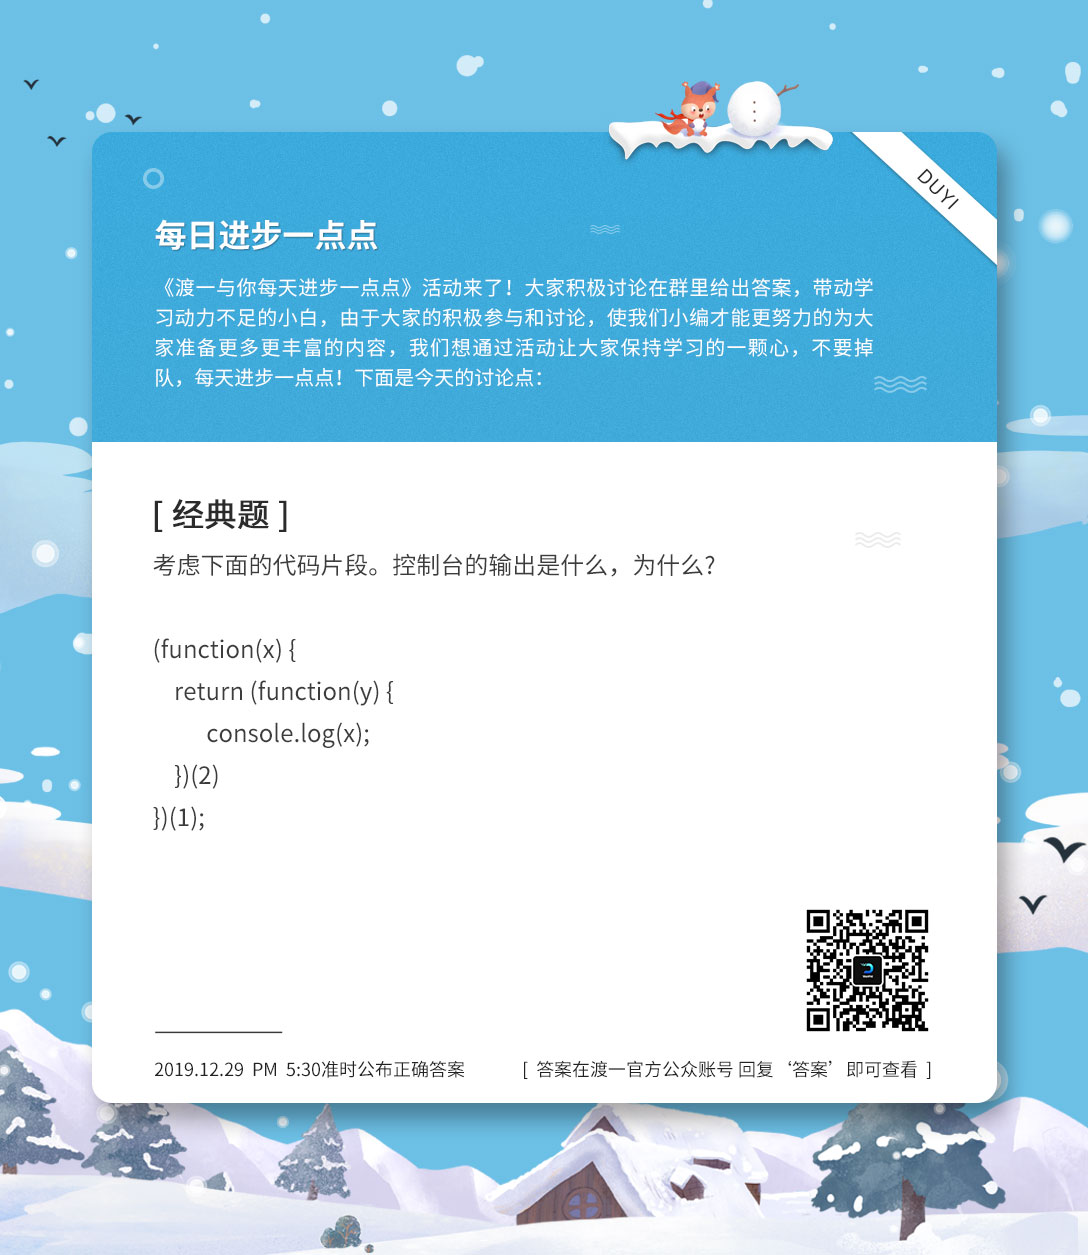 DUYI
每日进步一点点
《渡一与你每天进步一点点》活动来了！大家积极讨论在群里给出答案，带动学
习动力不足的小白，由于大家的积极参与和讨论，使我们小编才能更努力的为大
家准备更多更丰富的内容，我们想通过活动让大家保持学习的一颗心，不要掉
队，每天进步一点点！下面是今天的讨论点：
[ 经典题 ]
考虑下面的代码片段。控制台的输出是什么，为什么?
(function(x) {
    return (function(y) {
        console.log(x);
    })(2)
})(1);
2019.12.29 PM 5:30准时公布正确答案
[ 答案在渡一官方公众账号 回复 ‘答案’ 即可查看 ]